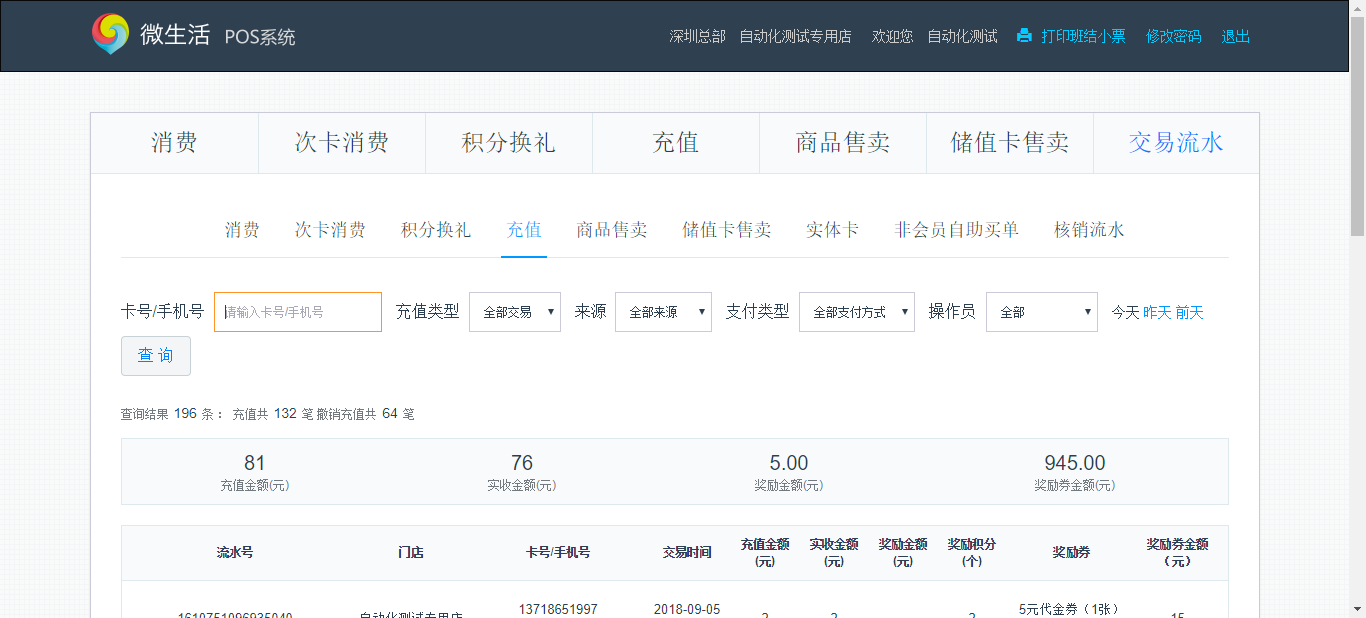 微生活 POS系统 深圳总部 自动化测试专用店 欢迎您 自动化测试 打印班结小票 修改密码 退出
消费 次卡消费 积分换礼 充值 商品售卖 储值卡售卖 交易流水
消费 次卡消费 积分换礼 充值 商品售卖 储值卡售卖 实体卡 非会员自助买单 核销流水
卡号/手机号 请输入卡号/手机号 充值类型 全部交易 来源 全部来源 支付类型 全部支付方式 操作员 全部 今天 昨天 前天
查 询
查询结果 196 条： 充值共 132 笔 撤销充值共 64 笔
81 76 5.00 945.00
充值金额(元) 实收金额(元) 奖励金额(元) 奖励券金额(元)
流水号 门店 卡号/手机号 交易时间 充值金额(元) 实收金额(元) 奖励金额(元) 奖励积分(个) 奖励券 奖励券金额（元）
13718651997 2018-09-05 5元代金券（1张）
1610751096935040 自动化测试专用店 2 2 2 15